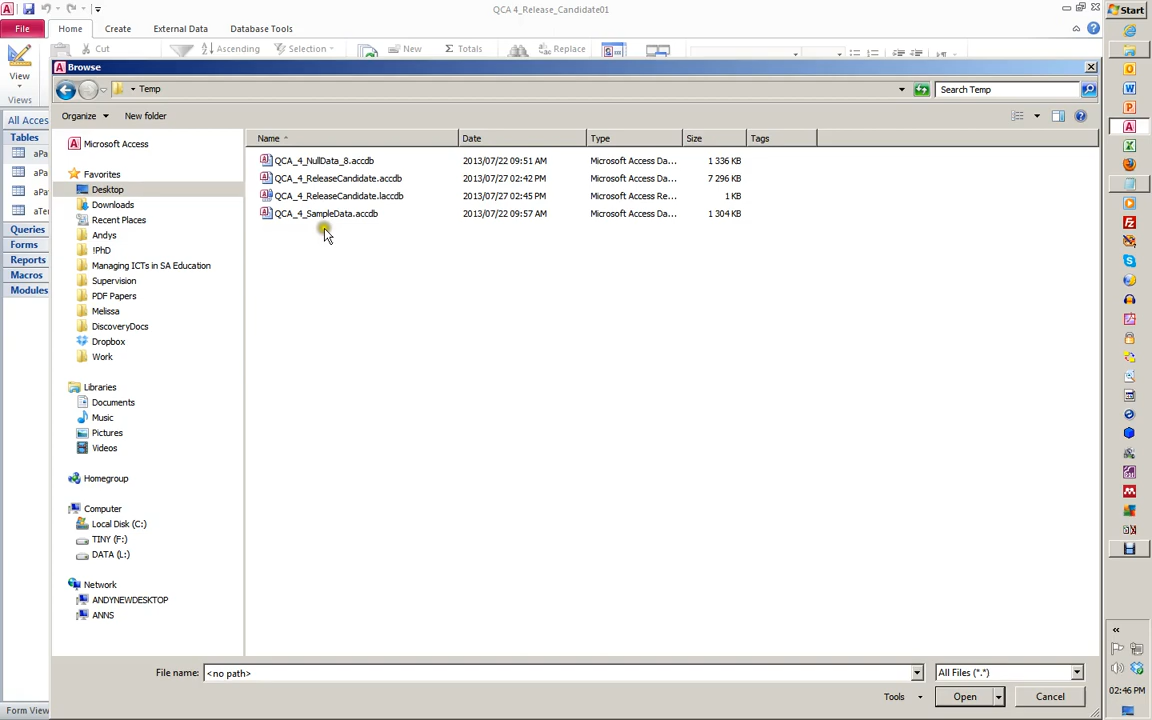 QCA 4_Release_Candidate01
Start
File
Home
Create
External Data
Database Tools
Cut
Ascending
Selection
New
Totals
Replace
View
Views
Browse
Temp
Search Temp
Organize
New folder
All Acces
Tables
aPa
aPa
aPa
aTer
Queries
Forms
Reports
Macros
Modules
Microsoft Access
Favorites
Desktop
Downloads
Recent Places
Andys
!PhD
Managing ICTs in SA Education
Supervision
PDF Papers
Melissa
DiscoveryDocs
Dropbox
Work
Libraries
Documents
Music
Pictures
Videos
Homegroup
Computer
Local Disk (C:)
TINY (F:)
DATA (L:)
Network
ANDYNEWDESKTOP
ANNS
Name Date Type Size Tags
QCA_4_NullData_8.accdb 2013/07/22 09:51 AM Microsoft Access Da... 1 336 KB
QCA_4_ReleaseCandidate.accdb 2013/07/27 02:42 PM Microsoft Access Da... 7 296 KB
QCA_4_ReleaseCandidate.laccdb 2013/07/27 02:45 PM Microsoft Access Re... 1 KB
QCA_4_SampleData.accdb 2013/07/22 09:57 AM Microsoft Access Da... 1 304 KB
File name: <no path>
All Files (*.*)
Tools
Open
Cancel
Form View
02:46 PM